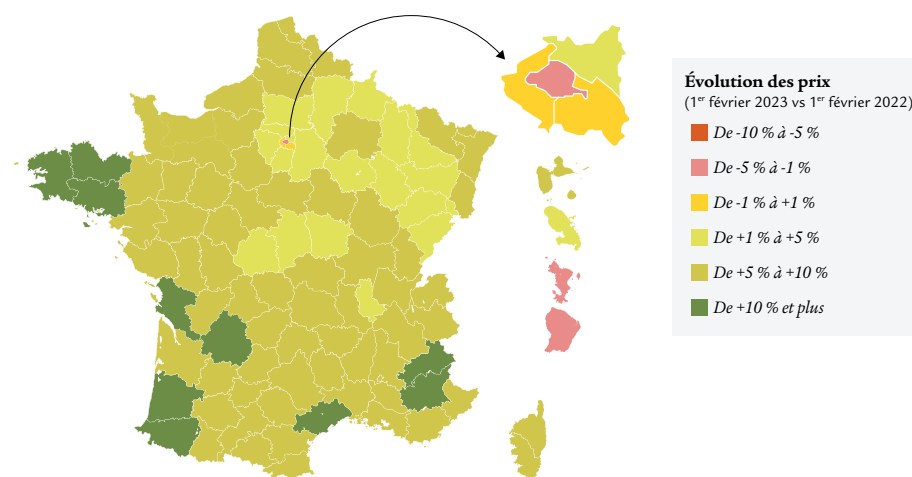 Évolution des prix
(1er février 2023 vs 1er février 2022)
De -10 % à -5 %
De -5 % à -1 %
De -1 % à +1 %
De +1 % à +5 %
De +5 % à +10 %
De +10 % et plus